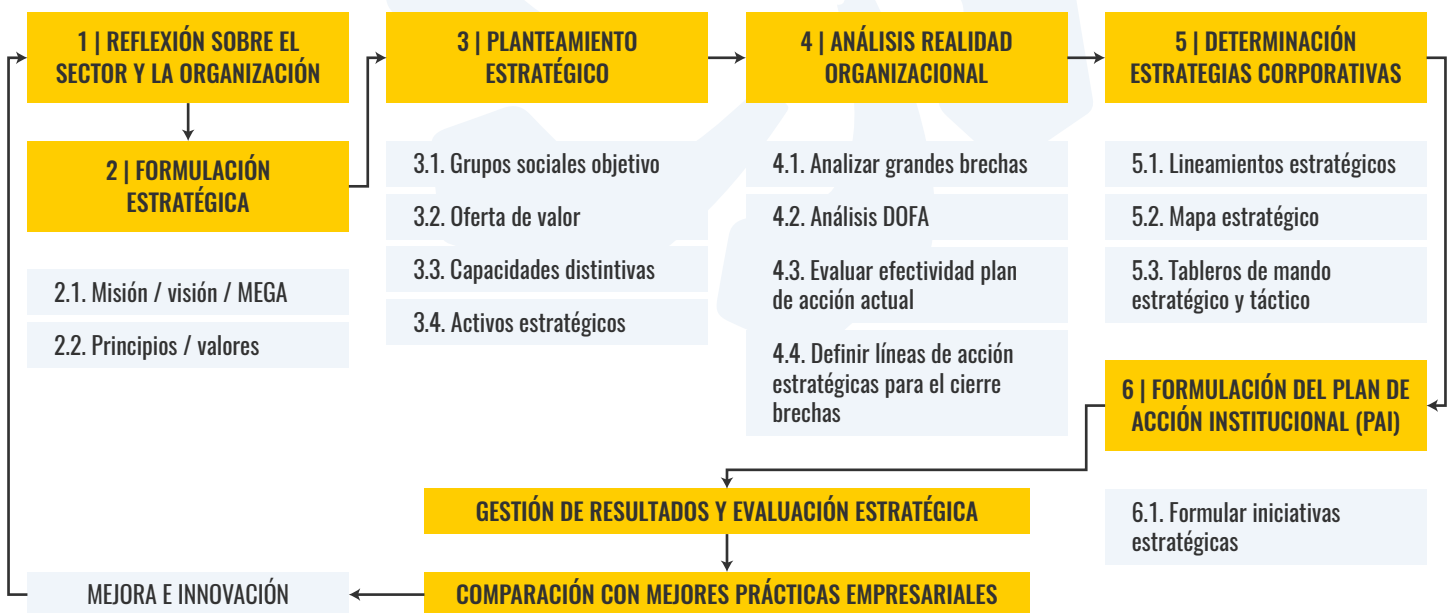 1 | REFLEXIÓN SOBRE EL
SECTOR Y LA ORGANIZACIÓN
2 | FORMULACIÓN
ESTRATÉGICA
2.1. Misión / visión / MEGA
2.2. Principios / valores
3 | PLANTEAMIENTO
ESTRATÉGICO
3.1. Grupos sociales objetivo
3.2. Oferta de valor
3.3. Capacidades distintivas
3.4. Activos estratégicos
4 | ANÁLISIS REALIDAD
ORGANIZACIONAL
4.1. Analizar grandes brechas
4.2. Análisis DOFA
4.3. Evaluar efectividad plan
de acción actual
4.4. Definir líneas de acción
estratégicas para el cierre
brechas
5 | DETERMINACIÓN
ESTRATEGIAS CORPORATIVAS
5.1. Lineamientos estratégicos
5.2. Mapa estratégico
5.3. Tableros de mando
estratégico y táctico
6 | FORMULACIÓN DEL PLAN DE
ACCIÓN INSTITUCIONAL (PAI)
6.1. Formular iniciativas
estratégicas
GESTIÓN DE RESULTADOS Y EVALUACIÓN ESTRATÉGICA
COMPARACIÓN CON MEJORES PRÁCTICAS EMPRESARIALES
MEJORA E INNOVACIÓN